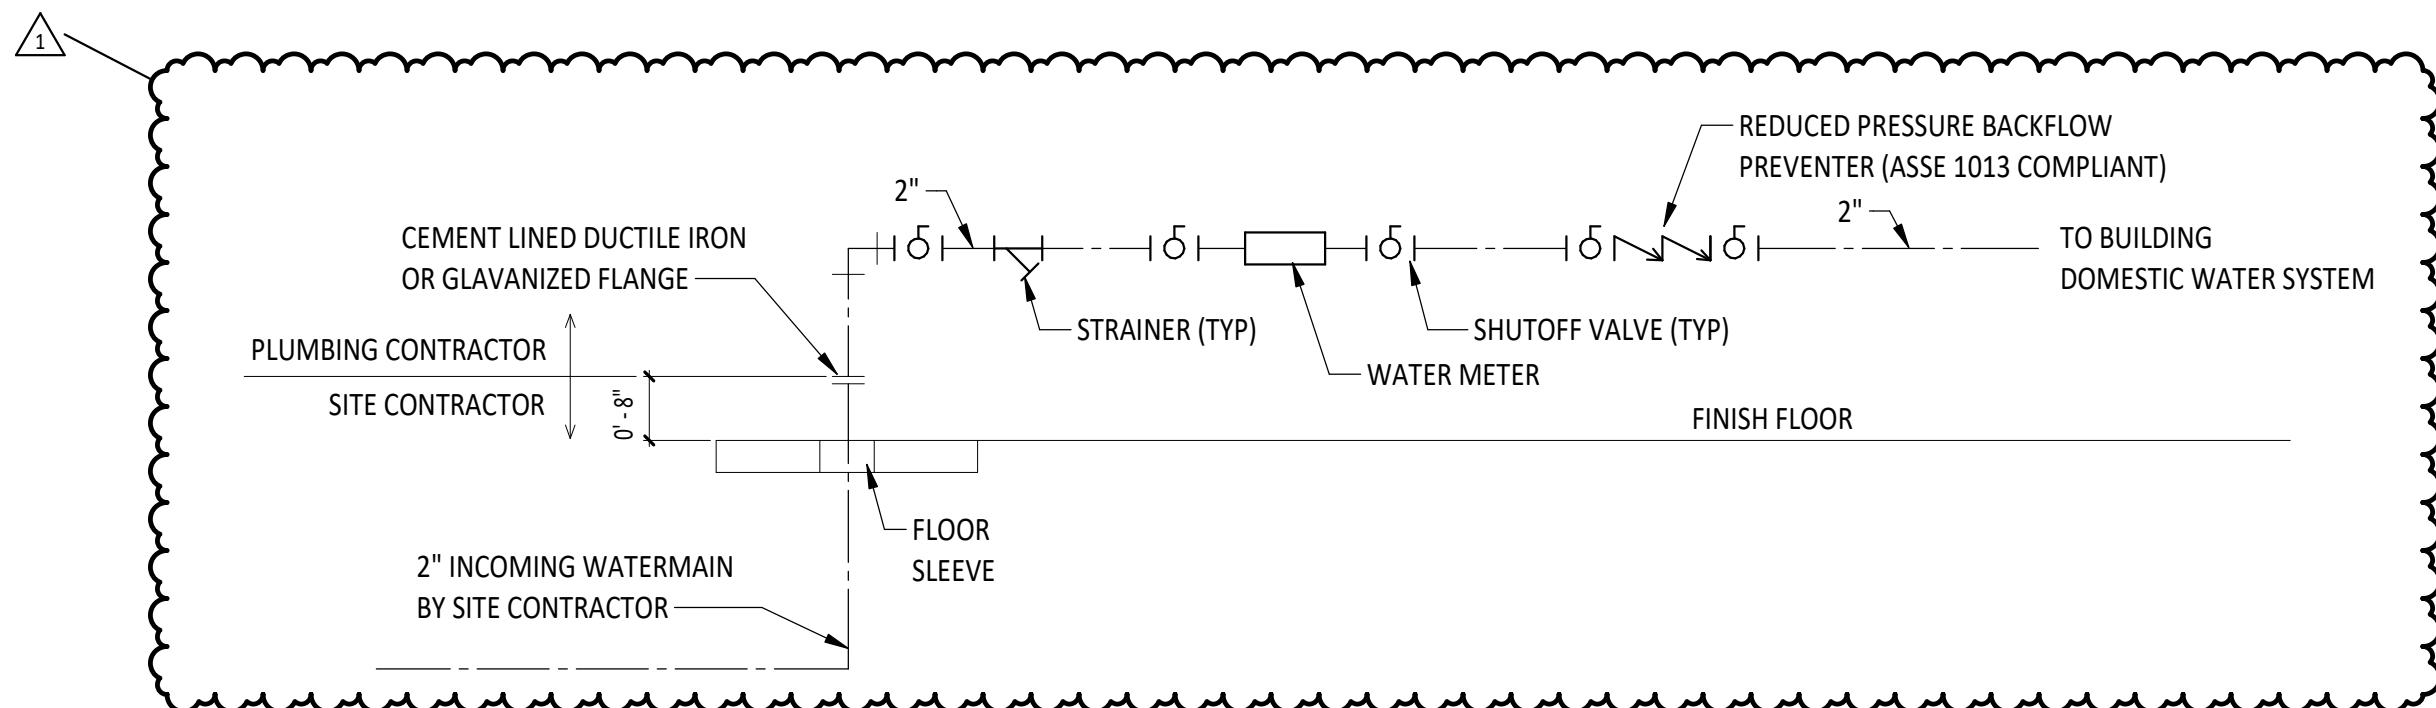 1
REDUCED PRESSURE BACKFLOW
PREVENTER (ASSE 1013 COMPLIANT)
2"
2"
CEMENT LINED DUCTILE IRON
OR GLAVANIZED FLANGE
TO BUILDING
DOMESTIC WATER SYSTEM
STRAINER (TYP)
SHUTOFF VALVE (TYP)
PLUMBING CONTRACTOR
WATER METER
SITE CONTRACTOR
0' - 8"
FINISH FLOOR
FLOOR
SLEEVE
2" INCOMING WATERMAIN
BY SITE CONTRACTOR